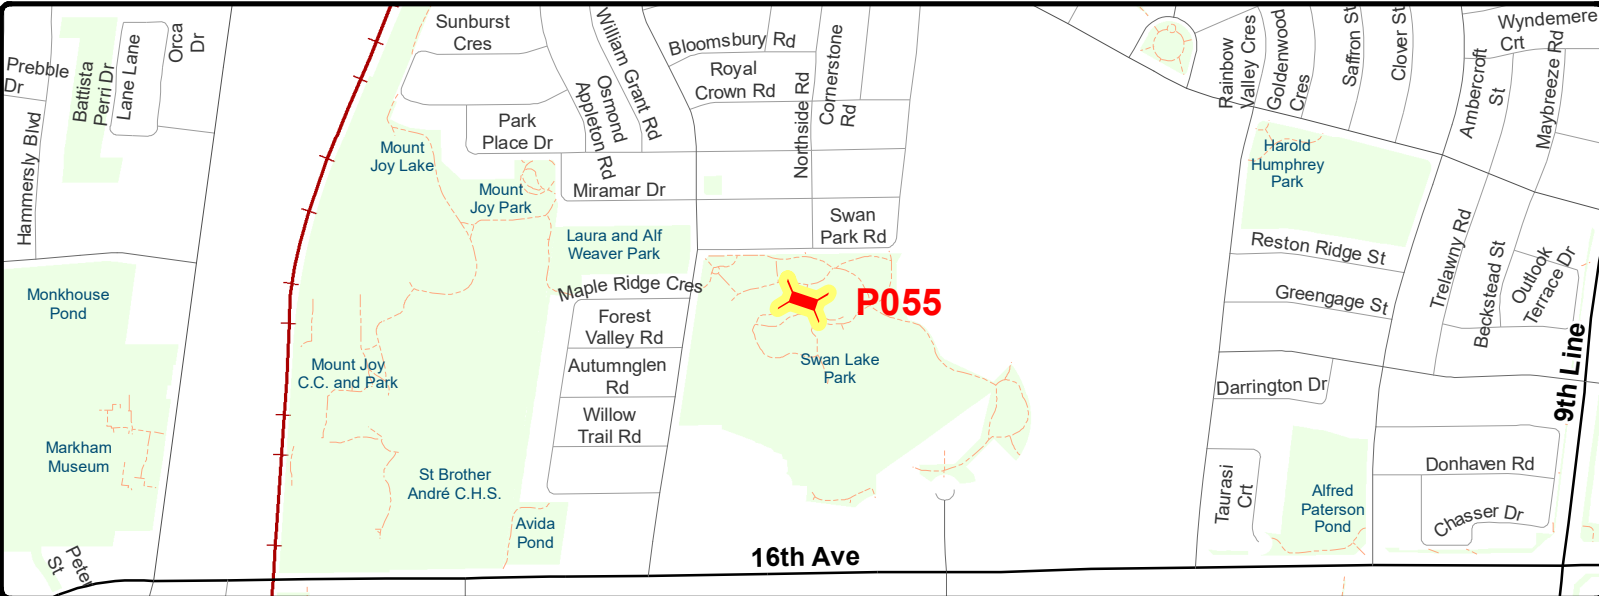 Prebble
Dr
Hammersly Blvd
Battista
Perri Dr
Lane Lane
Orca
Dr
Monkhouse
Pond
Markham
Museum
Peter
St
Sunburst
Cres
William Grant Rd
Osmond
Appleton Rd
Park
Place Dr
Mount
Joy Lake
Mount
Joy Park
Miramar Dr
Laura and Alf
Weaver Park
Maple Ridge Cres
Forest
Valley Rd
Autumnglen
Rd
Willow
Trail Rd
Mount Joy
C.C. and Park
St Brother
André C.H.S.
Avida
Pond
Bloomsbury Rd
Royal
Crown Rd
Northside Rd
Cornerstone
Rd
Swan
Park Rd
P055
Swan Lake
Park
16th Ave
Rainbow
Valley Cres
Goldenwood
Cres
Saffron St
Clover St
Wyndemere
Crt
Ambercroft
St
Maybreeze Rd
Harold
Humphrey
Park
Reston Ridge St
Greengage St
Trelawny Rd
Beckstead St
Outlook
Terrace Dr
9th Line
Darrington Dr
Taurasi
Crt
Alfred
Paterson
Pond
Donhaven Rd
Chasser Dr